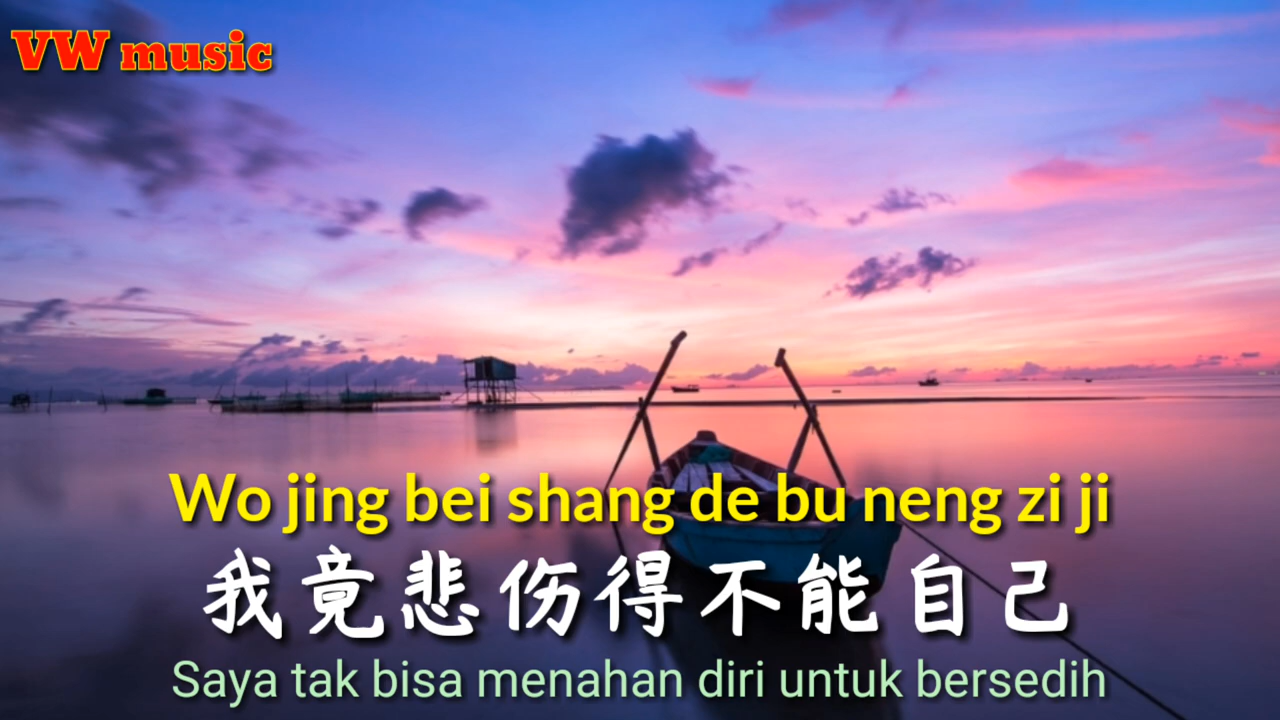 VW music
Wo jing bei shang de bu neng zi ji
我竟悲伤得不能自己
Saya tak bisa menahan diri untuk bersedih